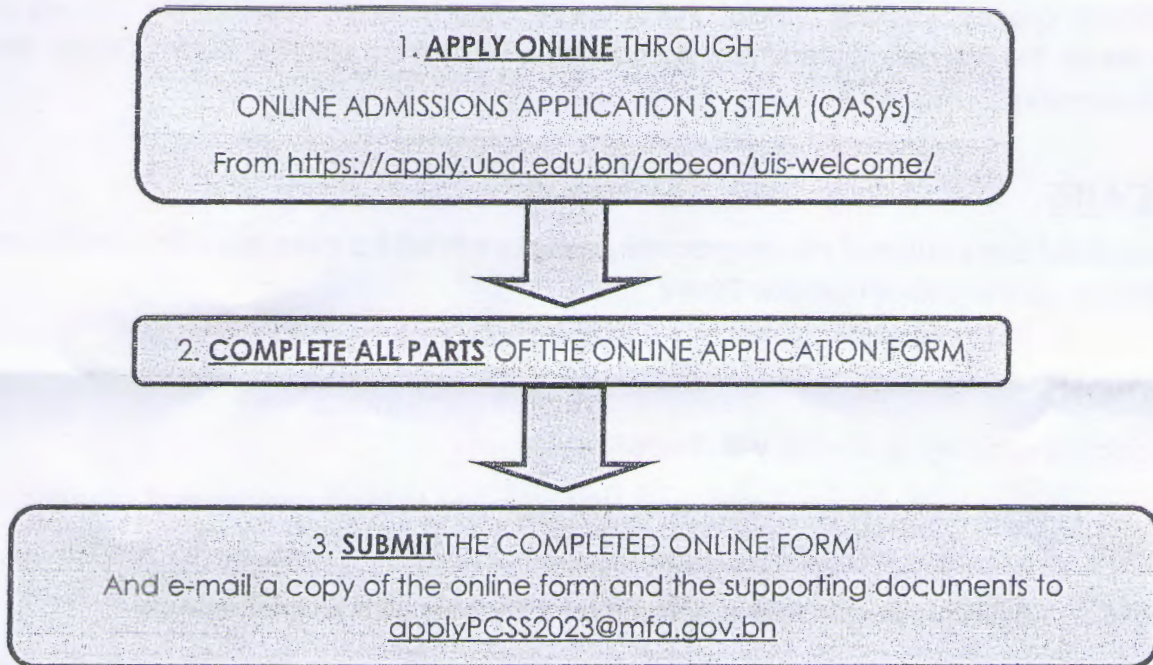 1. APPLY ONLINE THROUGH
ONLINE ADMISSIONS APPLICATION SYSTEM (OASys)
From https://apply.ubd.edu.bn/orbeon/uis-welcome/
2. COMPLETE ALL PARTS OF THE ONLINE APPLICATION FORM
3. SUBMIT THE COMPLETED ONLINE FORM
And e-mail a copy of the online form and the supporting documents to
applyPCSS2023@mfa.gov.bn